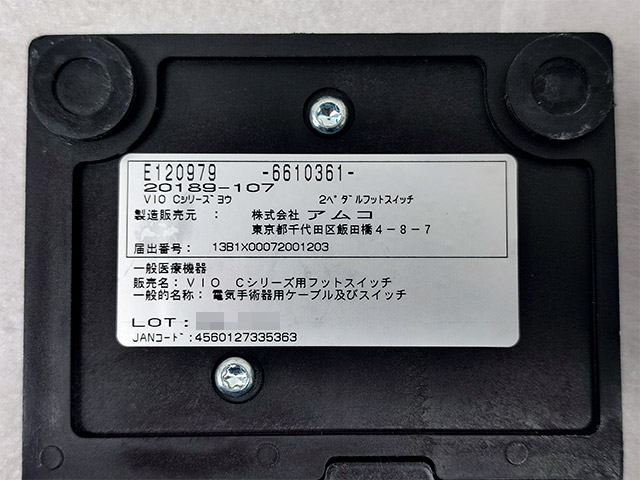 E120979 -6610361-
20189-107
VIO Cシリーズヨウ 2ペダルフットスイッチ
製造販売元 : 株式会社 アムコ
東京都千代田区飯田橋4-8-7
届出番号: 13B1X00072001203
一般医療機器
販売名:VIO Cシリーズ用フットスイッチ
一般的名称: 電気手術器用ケーブル及びスイッチ
LOT:
JANコード:4560127335363